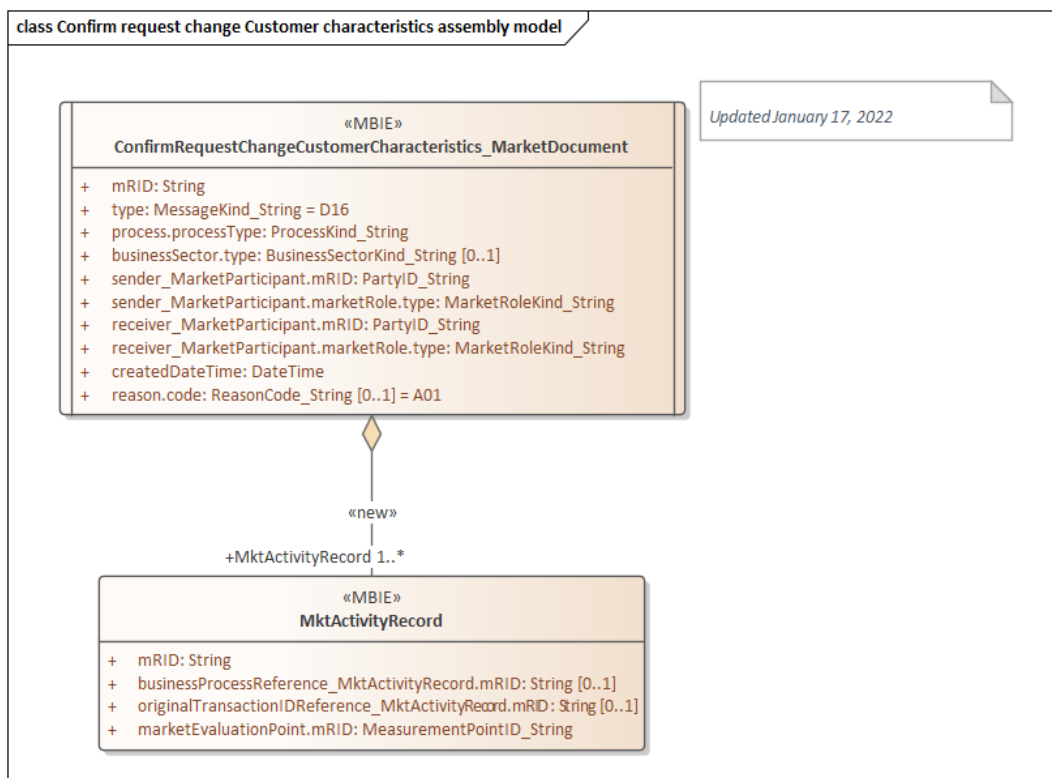 class Confirm request change Customer characteristics assembly model
Updated January 17, 2022
«MBIE»
ConfirmRequestChangeCustomerCharacteristics_MarketDocument
+ mRID: String
+ type: MessageKind_String = D16
+ process.processType: ProcessKind_String
+ businessSector.type: BusinessSectorKind_String [0..1]
+ sender_MarketParticipant.mRID: PartyID_String
+ sender_MarketParticipant.marketRole.type: MarketRoleKind_String
+ receiver_MarketParticipant.mRID: PartyID_String
+ receiver_MarketParticipant.marketRole.type: MarketRoleKind_String
+ createdDateTime: DateTime
+ reason.code: ReasonCode_String [0..1] = A01
«new»
+MktActivityRecord 1..*
«MBIE»
MktActivityRecord
+ mRID: String
+ businessProcessReference_MktActivityRecord.mRID: String [0..1]
+ originalTransactionIDReference_MktActivityRecord.mRID: String [0..1]
+ marketEvaluationPoint.mRID: MeasurementPointID_String